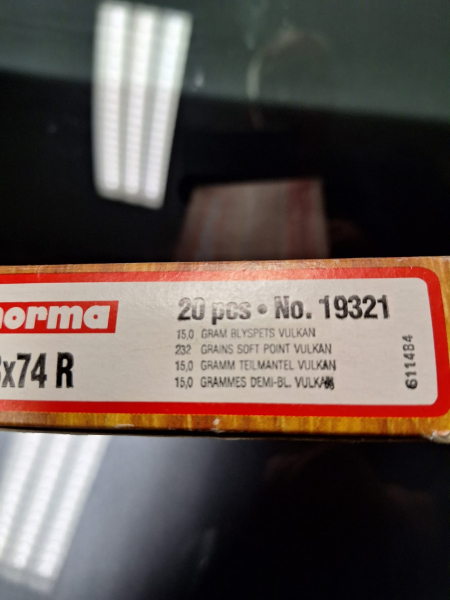 norma
20 pcs • No. 19321
15,0 GRAM BLYSPETS VULKAN
232 GRAINS SOFT POINT VULKAN
15,0 GRAMM TEILMANTEL VULKAN
15,0 GRAMMES DEMI-BL. VULKAN
x74 R
611484